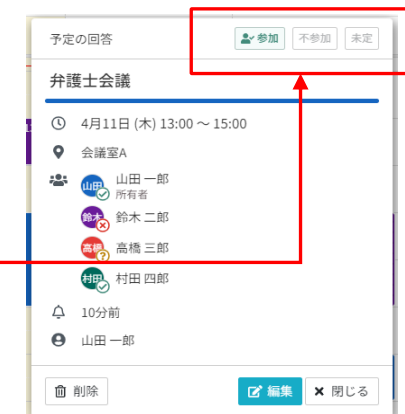 予定の回答 参加 不参加 未定
弁護士会議
4月11日 (木) 13:00 ～ 15:00
会議室A
山田 山田 一郎
所有者
鈴木 鈴木 二郎
高橋 高橋 三郎
村田 村田 四郎
10分前
山田 一郎
削除 編集 閉じる